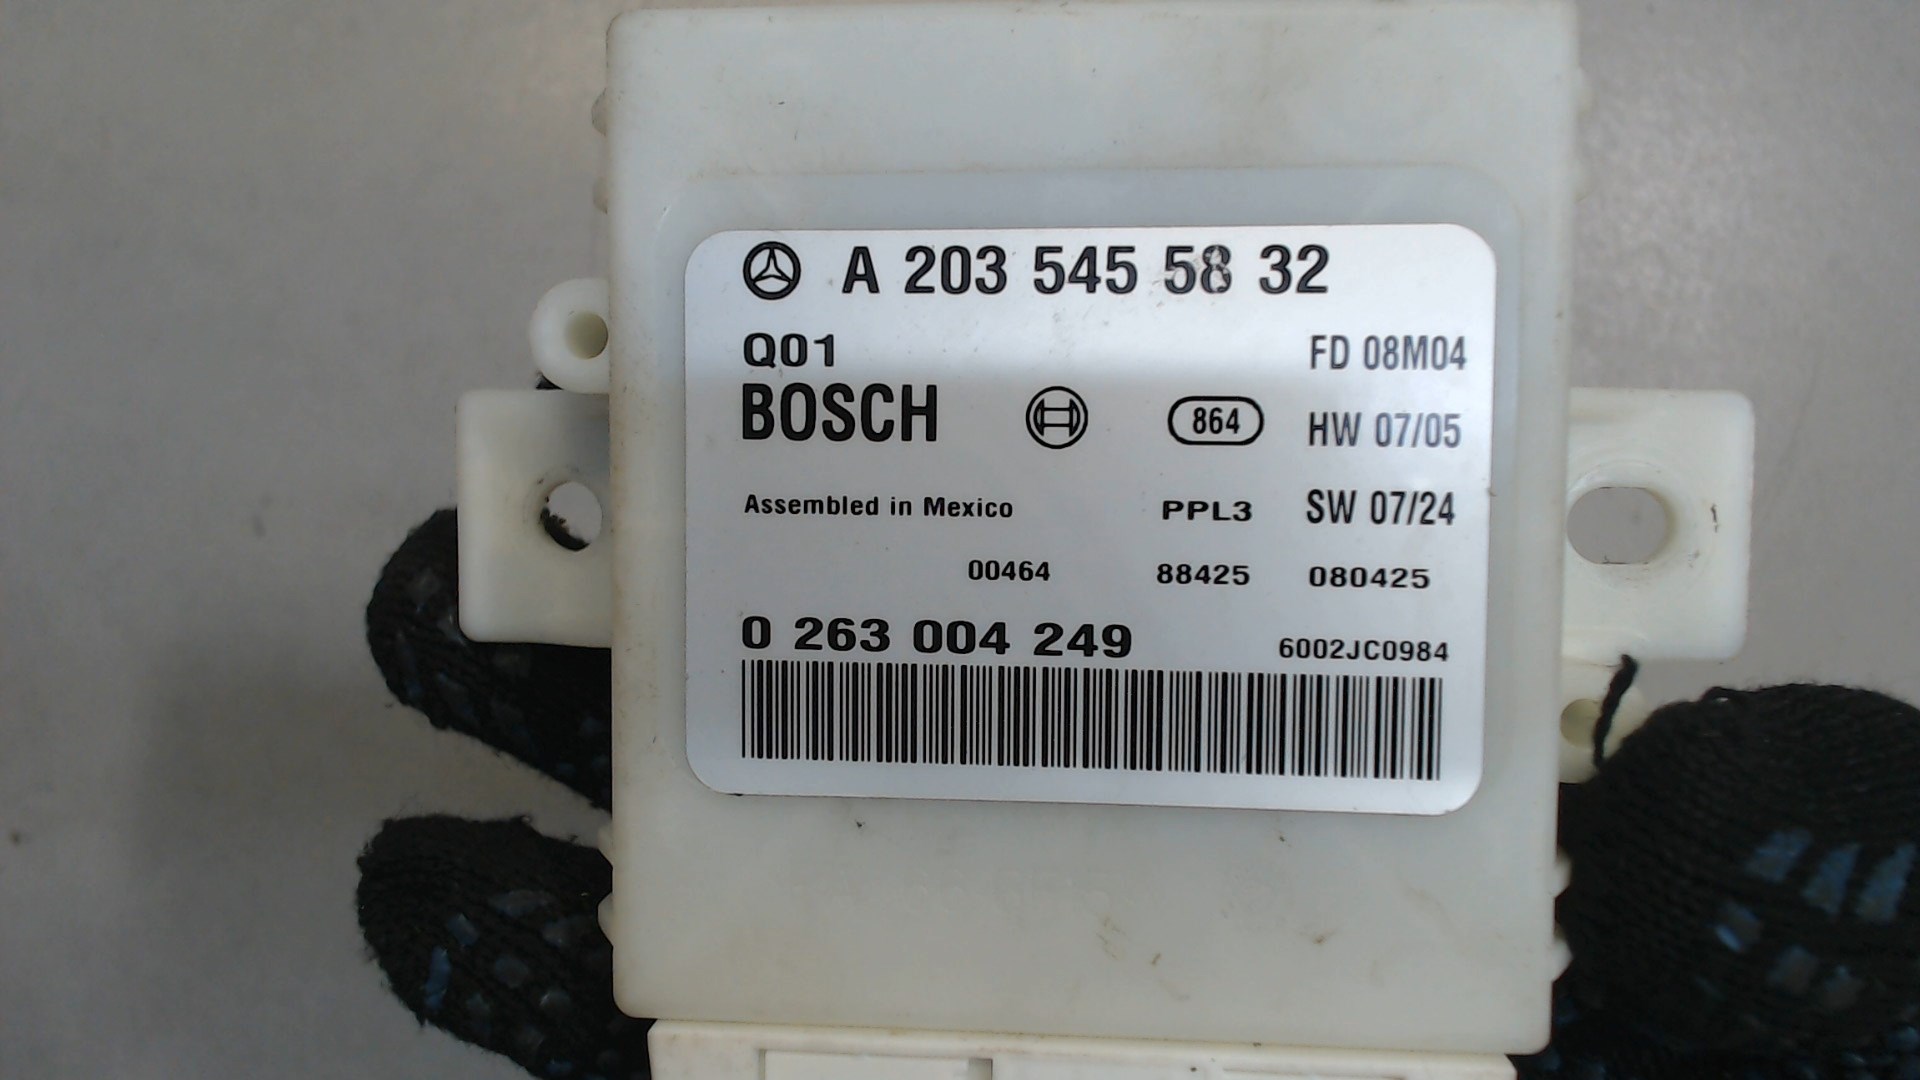 A 203 545 58 32
Q01 FD 08M04
BOSCH 864 HW 07/05
Assembled in Mexico PPL3 SW 07/24
00464 88425 080425
0 263 004 249 6002JC0984